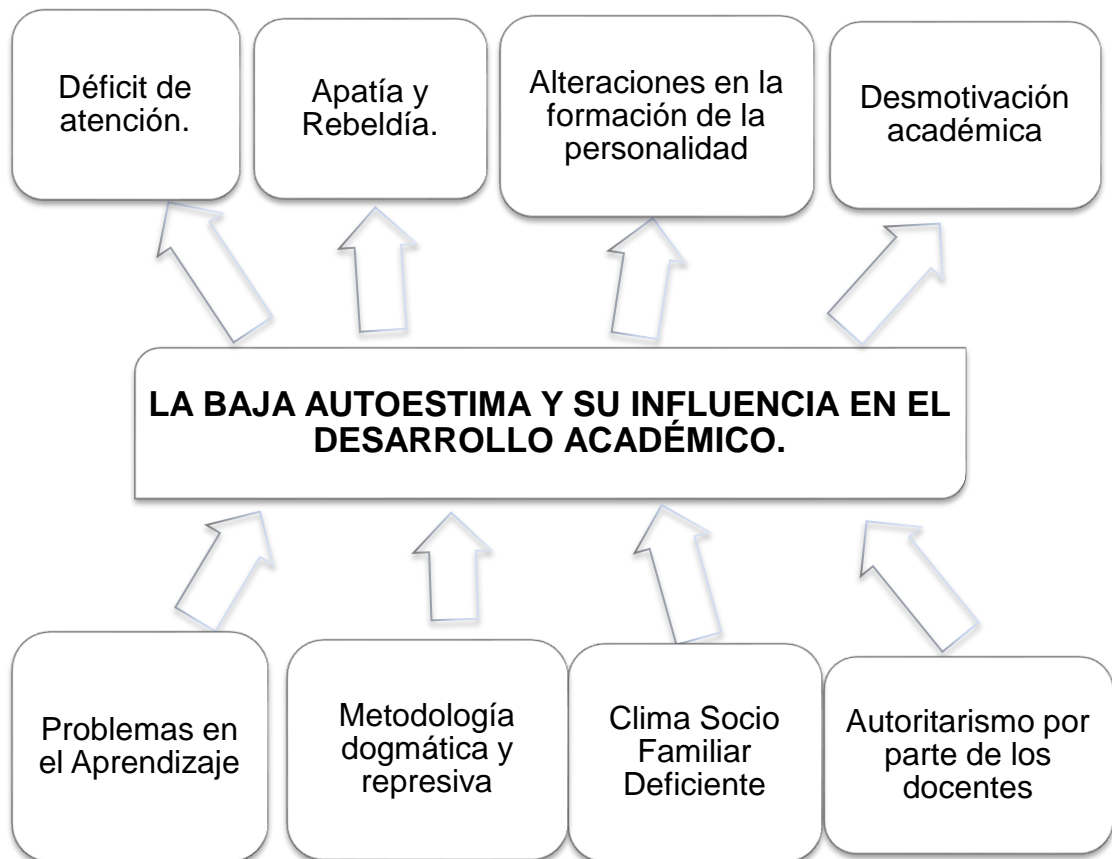 Déficit de
atención.
Apatía y
Rebeldía.
Alteraciones en la
formación de la
personalidad
Desmotivación
académica
LA BAJA AUTOESTIMA Y SU INFLUENCIA EN EL
DESARROLLO ACADÉMICO.
Problemas en
el Aprendizaje
Metodología
dogmática y
represiva
Clima Socio
Familiar
Deficiente
Autoritarismo por
parte de los
docentes